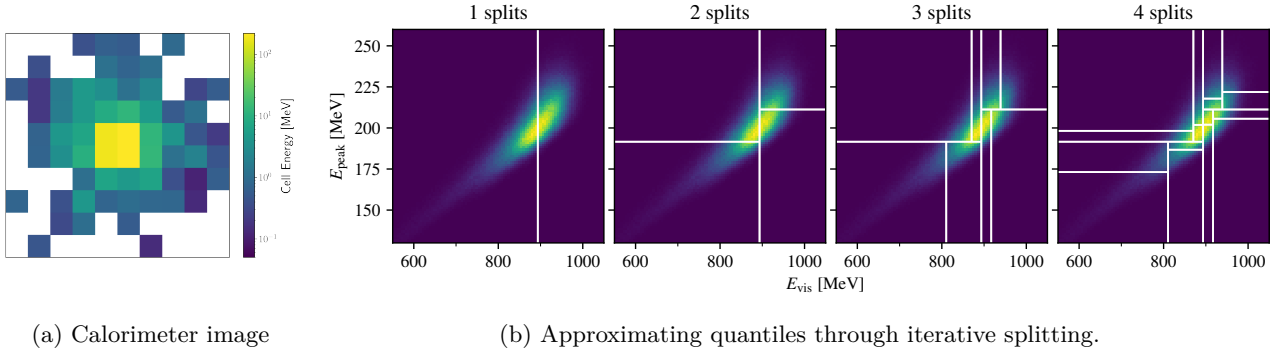 1 splits
2 splits
3 splits
4 splits
10²
10¹
10⁰
10⁻¹
Cell Energy [MeV]
250
225
200
175
150
E_peak [MeV]
600 800 1000
600 800 1000
600 800 1000
600 800 1000
E_vis [MeV]
(a) Calorimeter image
(b) Approximating quantiles through iterative splitting.